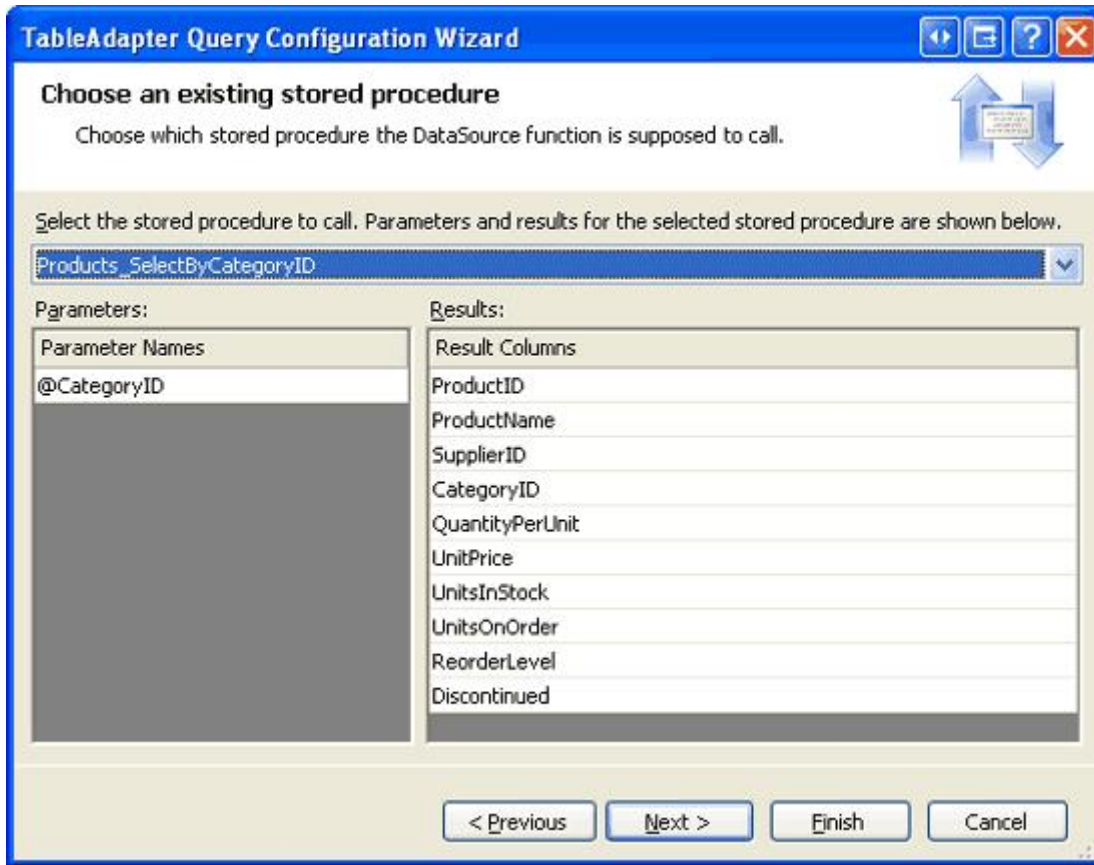 TableAdapter Query Configuration Wizard
Choose an existing stored procedure
Choose which stored procedure the DataSource function is supposed to call.
Select the stored procedure to call. Parameters and results for the selected stored procedure are shown below.
Products_SelectByCategoryID
Parameters:
Parameter Names
@CategoryID
Results:
Result Columns
ProductID
ProductName
SupplierID
CategoryID
QuantityPerUnit
UnitPrice
UnitsInStock
UnitsOnOrder
ReorderLevel
Discontinued
< Previous
Next >
Finish
Cancel